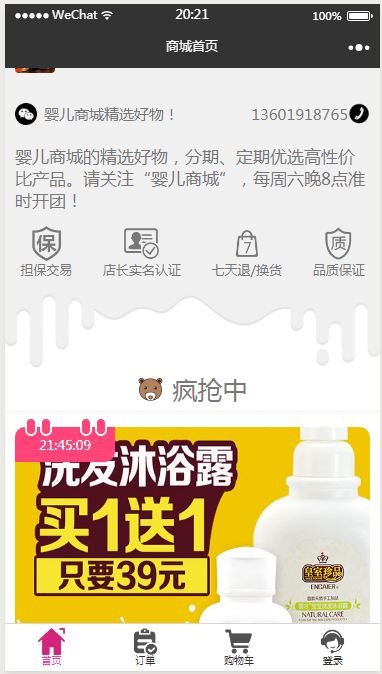 WeChat 20:21 100%
商城首页
婴儿商城精选好物！ 13601918765
婴儿商城的精选好物，分期、定期优选高性价
比产品。请关注“婴儿商城”，每周六晚8点准
时开团！
保 7 质
担保交易 店长实名认证 七天退/换货 品质保证
疯抢中
21:45:09
洗发沐浴露
买1送1
只要39元
皇室珍品
ENCAIER
NATURAL CARE
首页 订单 购物车 登录